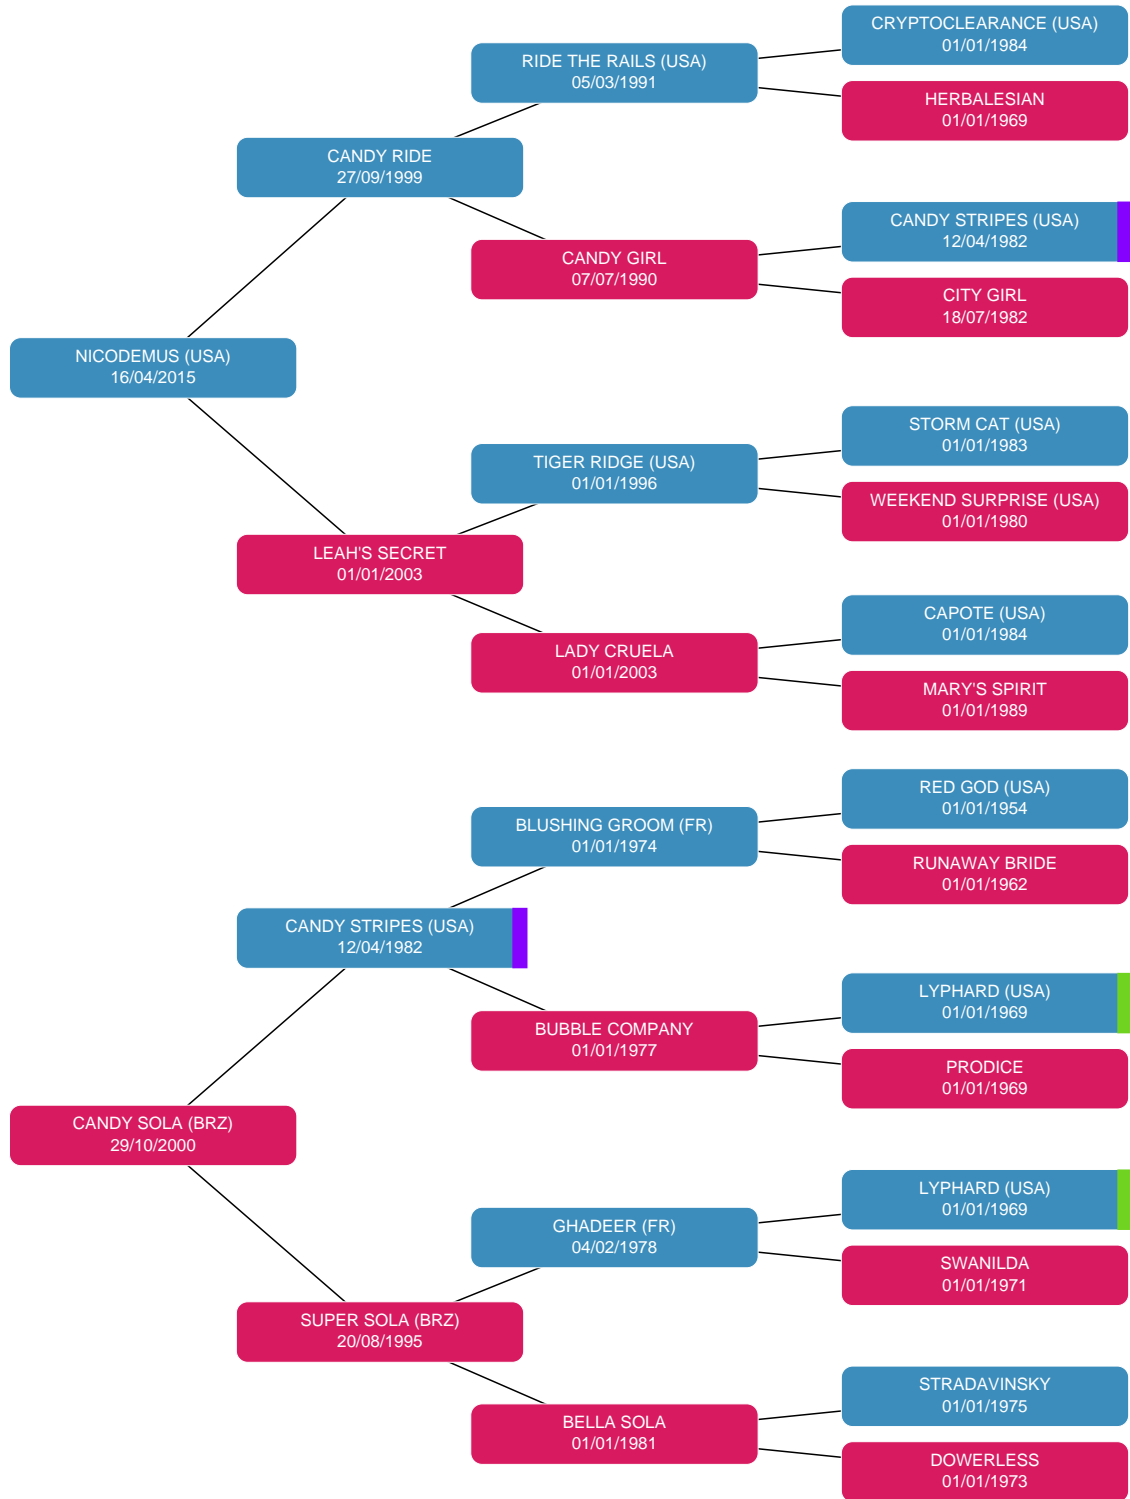 CRYPTOCLEARANCE (USA)
01/01/1984
RIDE THE RAILS (USA)
05/03/1991
HERBALESIAN
01/01/1969
CANDY RIDE
27/09/1999
CANDY STRIPES (USA)
12/04/1982
CANDY GIRL
07/07/1990
CITY GIRL
18/07/1982
NICODEMUS (USA)
16/04/2015
STORM CAT (USA)
01/01/1983
TIGER RIDGE (USA)
01/01/1996
WEEKEND SURPRISE (USA)
01/01/1980
LEAH'S SECRET
01/01/2003
CAPOTE (USA)
01/01/1984
LADY CRUELA
01/01/2003
MARY'S SPIRIT
01/01/1989
RED GOD (USA)
01/01/1954
BLUSHING GROOM (FR)
01/01/1974
RUNAWAY BRIDE
01/01/1962
CANDY STRIPES (USA)
12/04/1982
LYPHARD (USA)
01/01/1969
BUBBLE COMPANY
01/01/1977
PRODICE
01/01/1969
CANDY SOLA (BRZ)
29/10/2000
LYPHARD (USA)
01/01/1969
GHADEER (FR)
04/02/1978
SWANILDA
01/01/1971
SUPER SOLA (BRZ)
20/08/1995
STRADAVINSKY
01/01/1975
BELLA SOLA
01/01/1981
DOWERLESS
01/01/1973